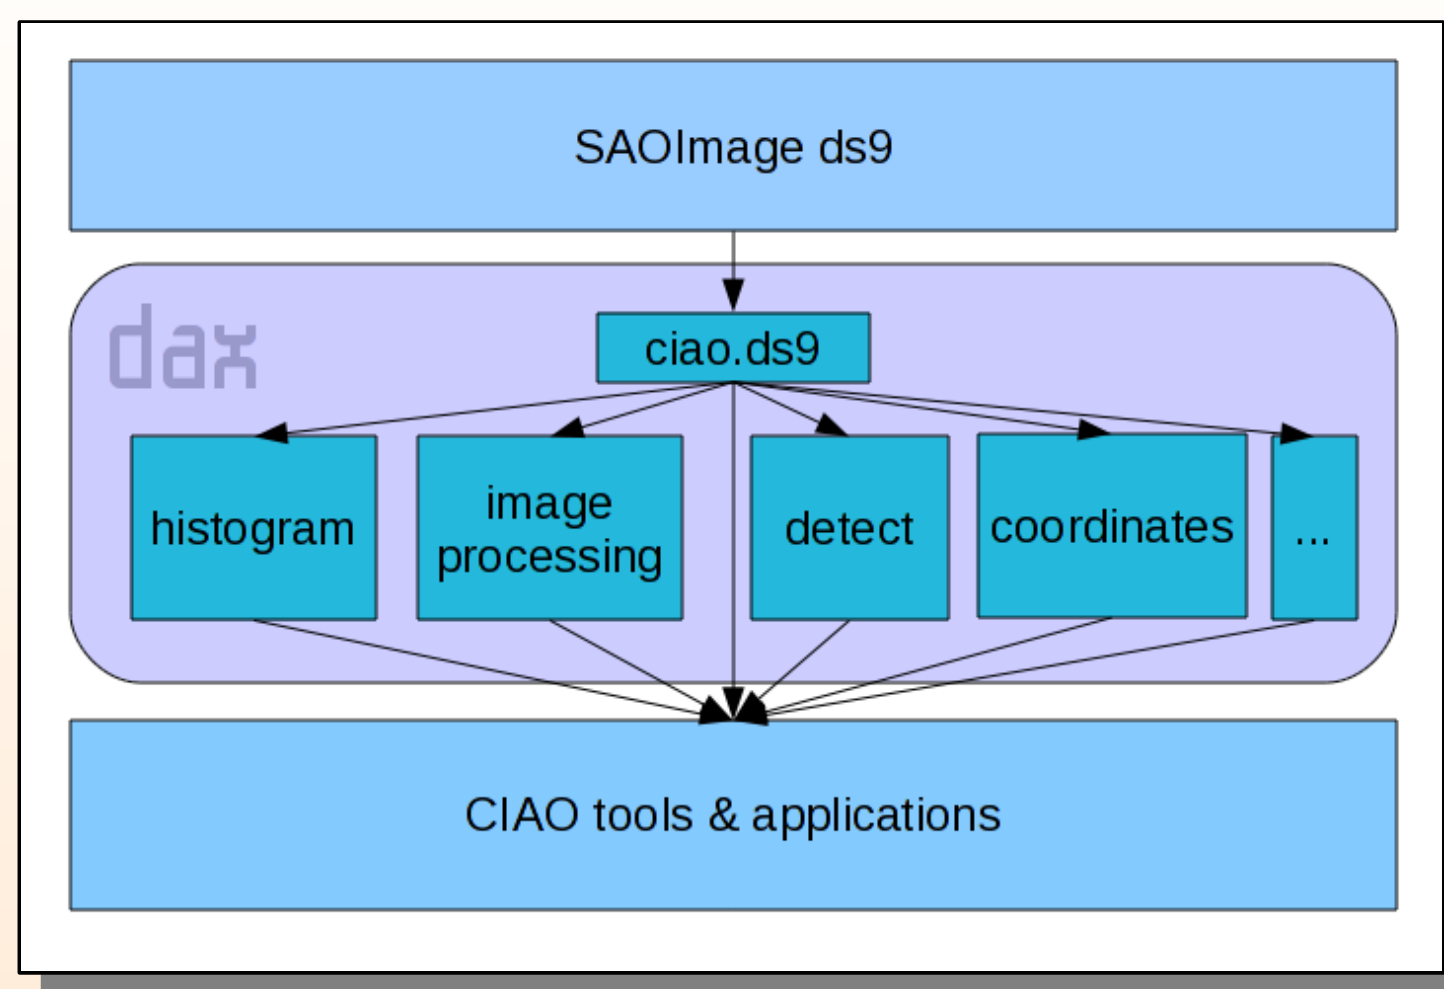 SAOImage ds9
dax
ciao.ds9
histogram
image
processing
detect
coordinates
...
CIAO tools & applications